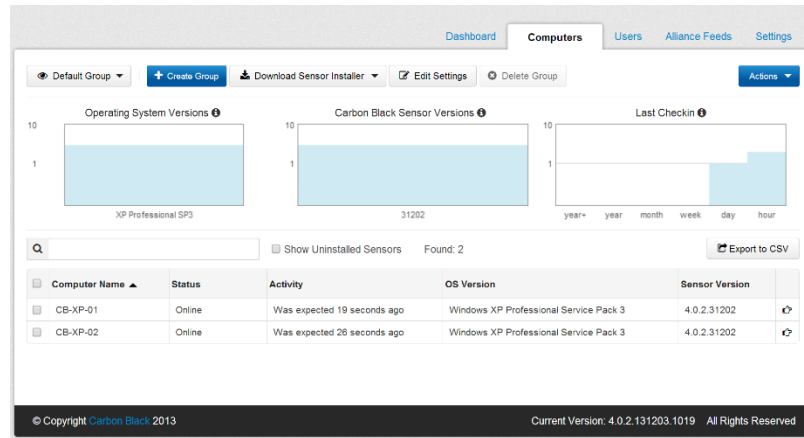 Dashboard Computers Users Alliance Feeds Settings
Default Group Create Group Download Sensor Installer Edit Settings Delete Group Actions
Operating System Versions Carbon Black Sensor Versions Last Checkin
10 10 10
1 1 1
XP Professional SP3 31202 year+ year month week day hour
Show Uninstalled Sensors Found: 2 Export to CSV
Computer Name Status Activity OS Version Sensor Version
CB-XP-01 Online Was expected 19 seconds ago Windows XP Professional Service Pack 3 4.0.2.31202
CB-XP-02 Online Was expected 26 seconds ago Windows XP Professional Service Pack 3 4.0.2.31202
© Copyright Carbon Black 2013 Current Version: 4.0.2.131203.1019 All Rights Reserved